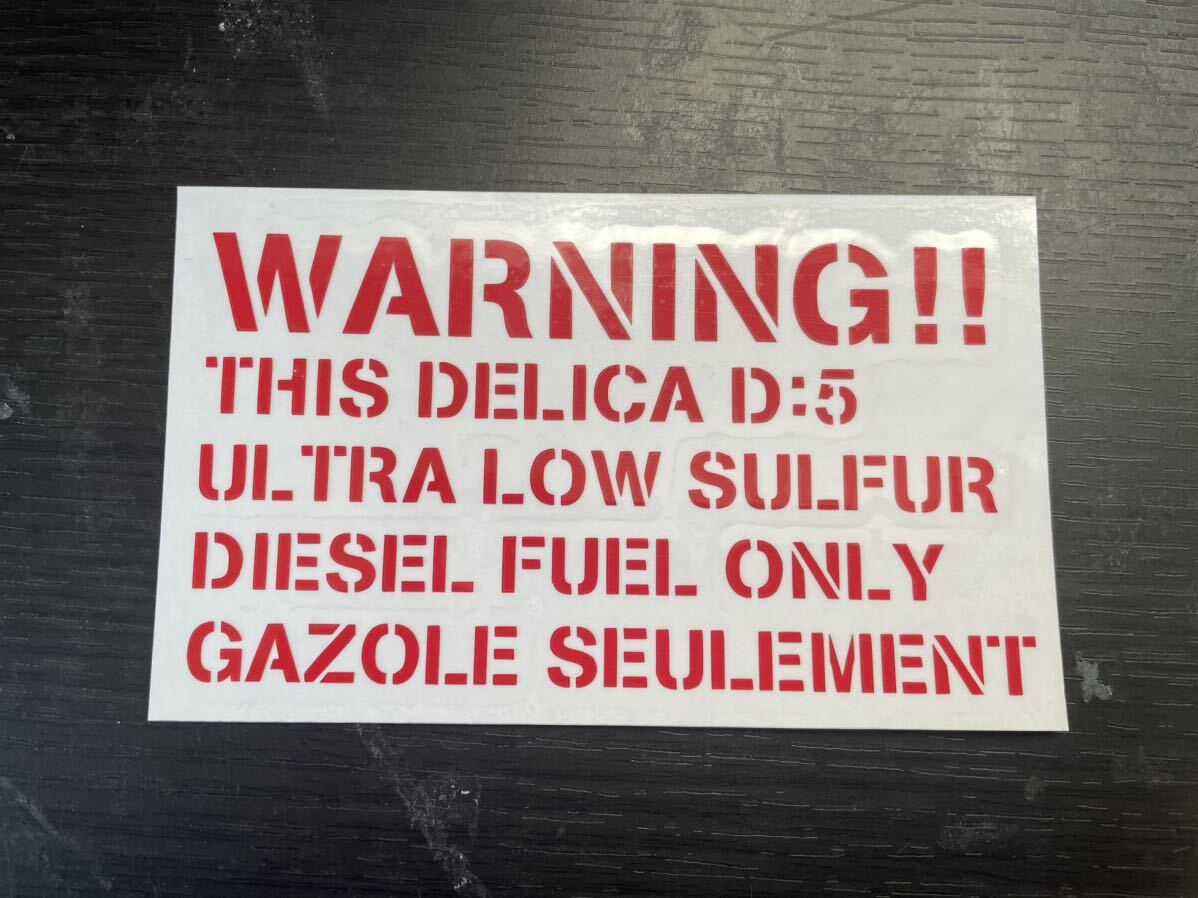 WARNING!!
THIS DELICA D:5
ULTRA LOW SULFUR
DIESEL FUEL ONLY
GAZOLE SEULEMENT